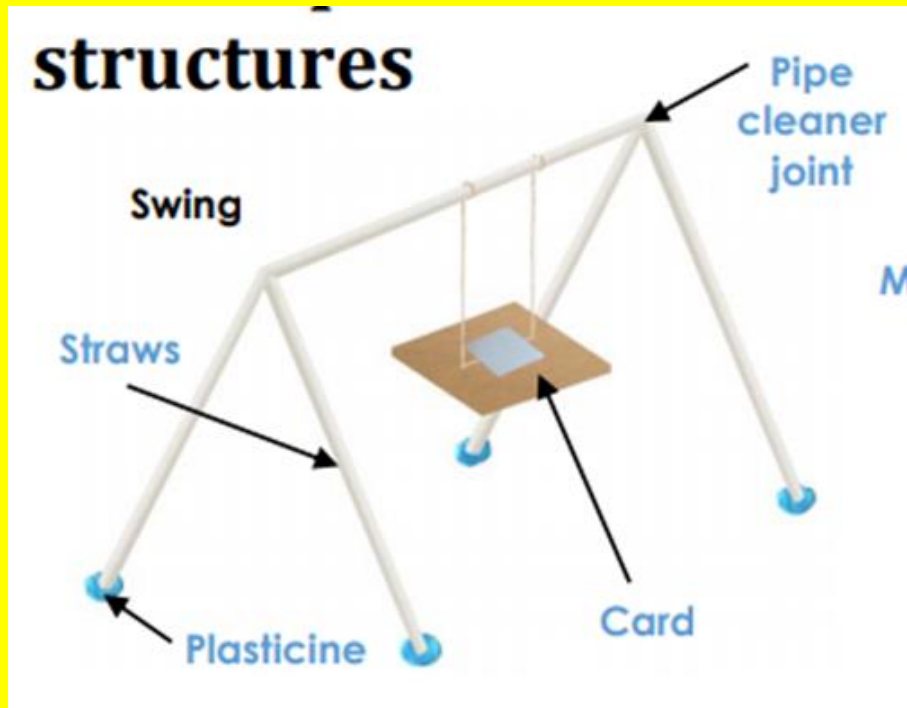 structures
Pipe
cleaner
joint
Swing
M
Straws
Card
Plasticine